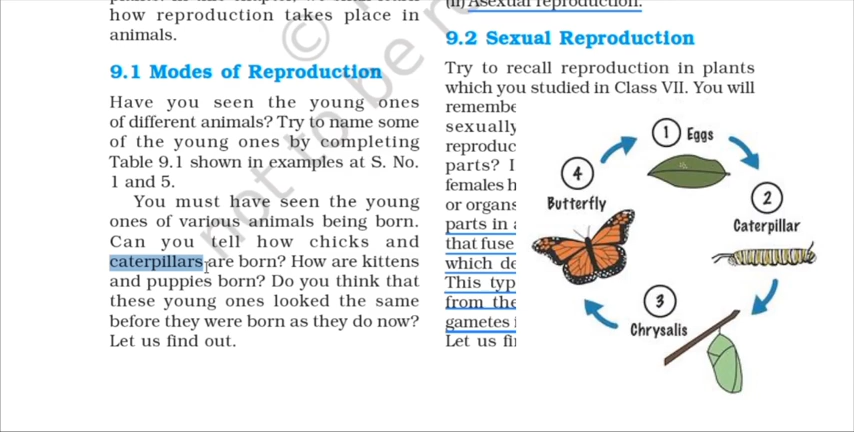 how reproduction takes place in
animals.
9.1 Modes of Reproduction
Have you seen the young ones
of different animals? Try to name some
of the young ones by completing
Table 9.1 shown in examples at S. No.
1 and 5.
You must have seen the young
ones of various animals being born.
Can you tell how chicks and
caterpillars are born? How are kittens
and puppies born? Do you think that
these young ones looked the same
before they were born as they do now?
Let us find out.
(ii) Asexual reproduction.
9.2 Sexual Reproduction
Try to recall reproduction in plants
which you studied in Class VII. You will
remembe
sexually
reproduc
parts? I
females h
or organs
parts in
that fuse
which de
This typ
from the
gametes
Let us fi
1 Eggs
2
Caterpillar
3
Chrysalis
4
Butterfly
© 
not to be